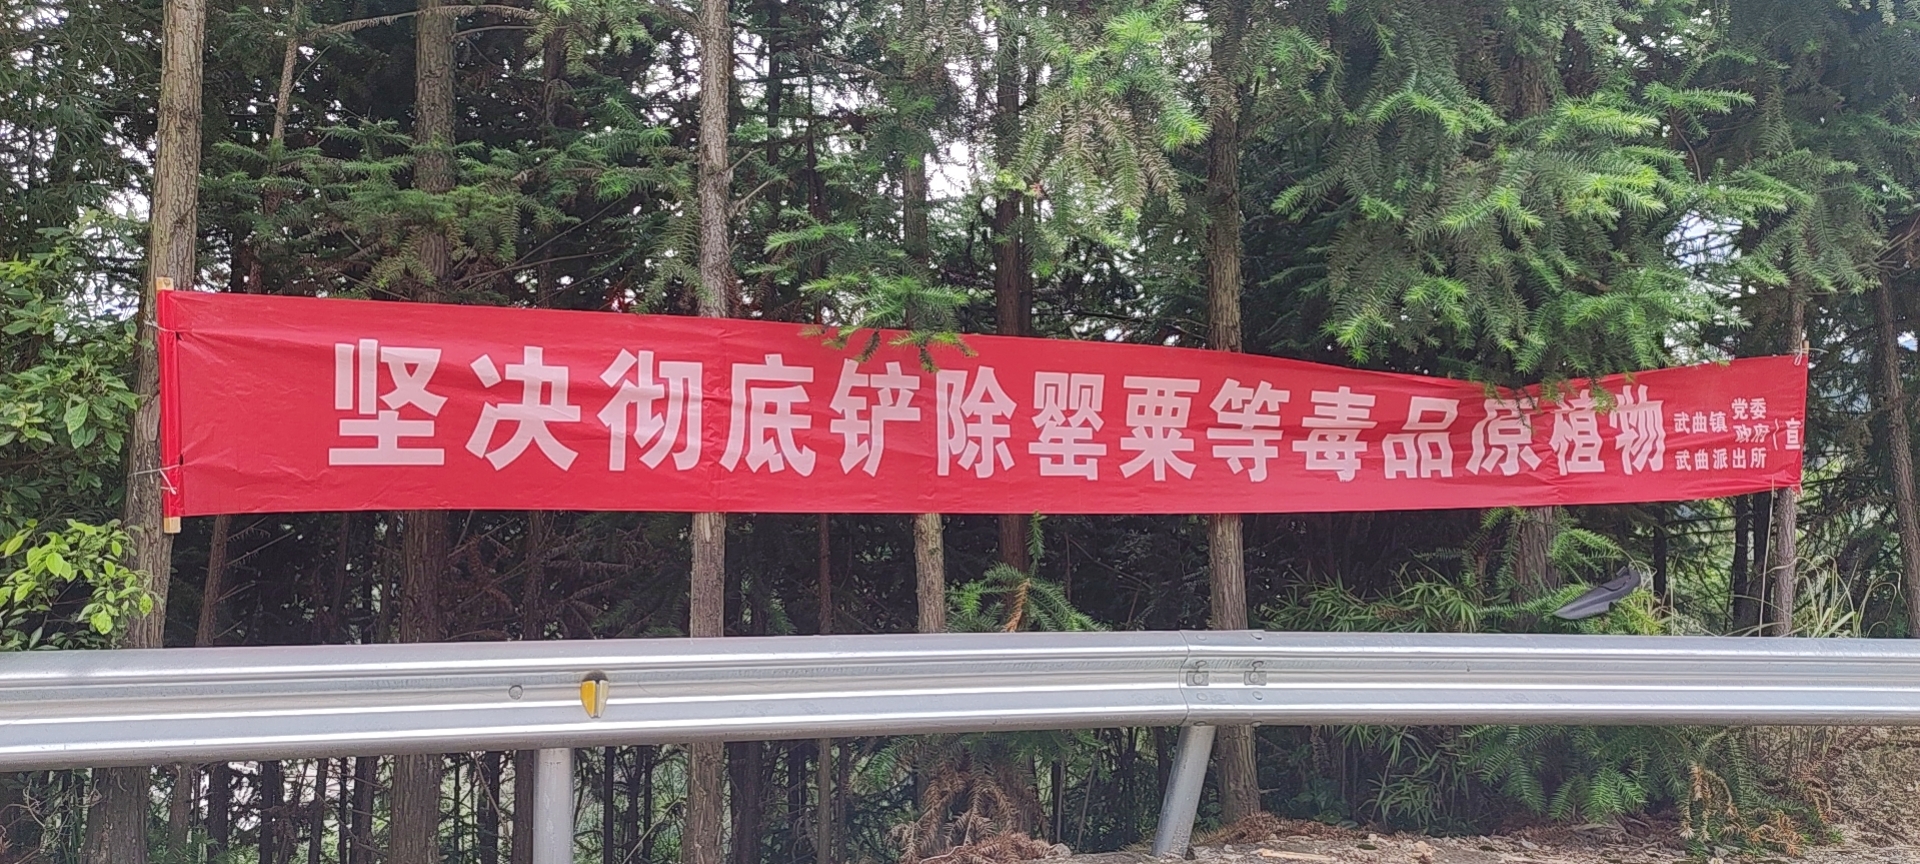 坚决彻底铲除罂粟等毒品原植物
武曲镇 党委
政府
武曲派出所
宣